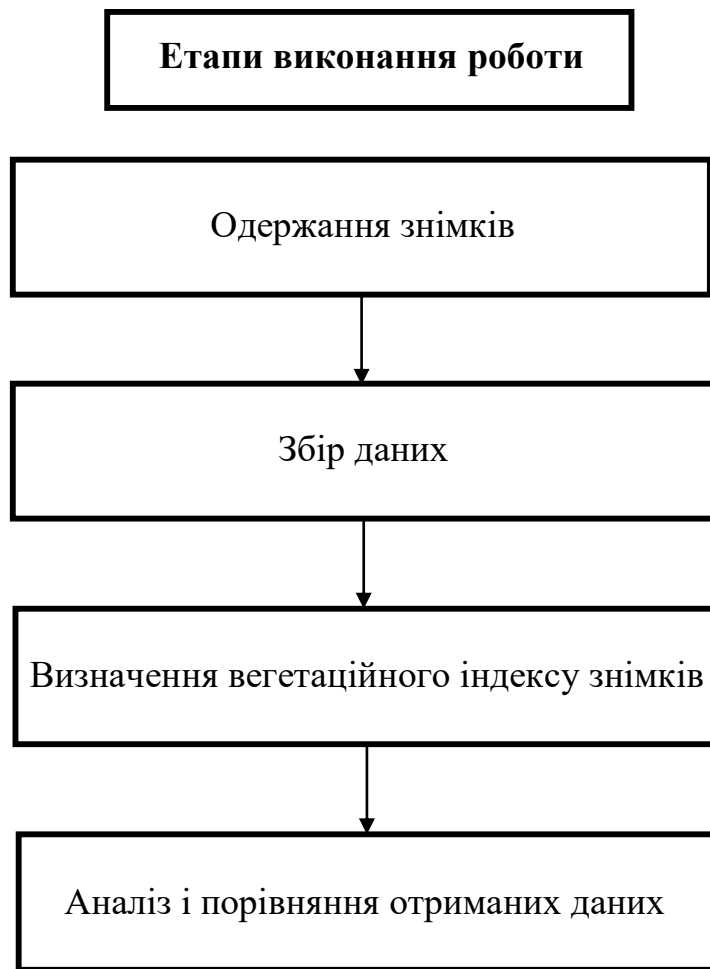 Етапи виконання роботи
Одержання знімків
Збір даних
Визначення вегетаційного індексу знімків
Аналіз і порівняння отриманих даних